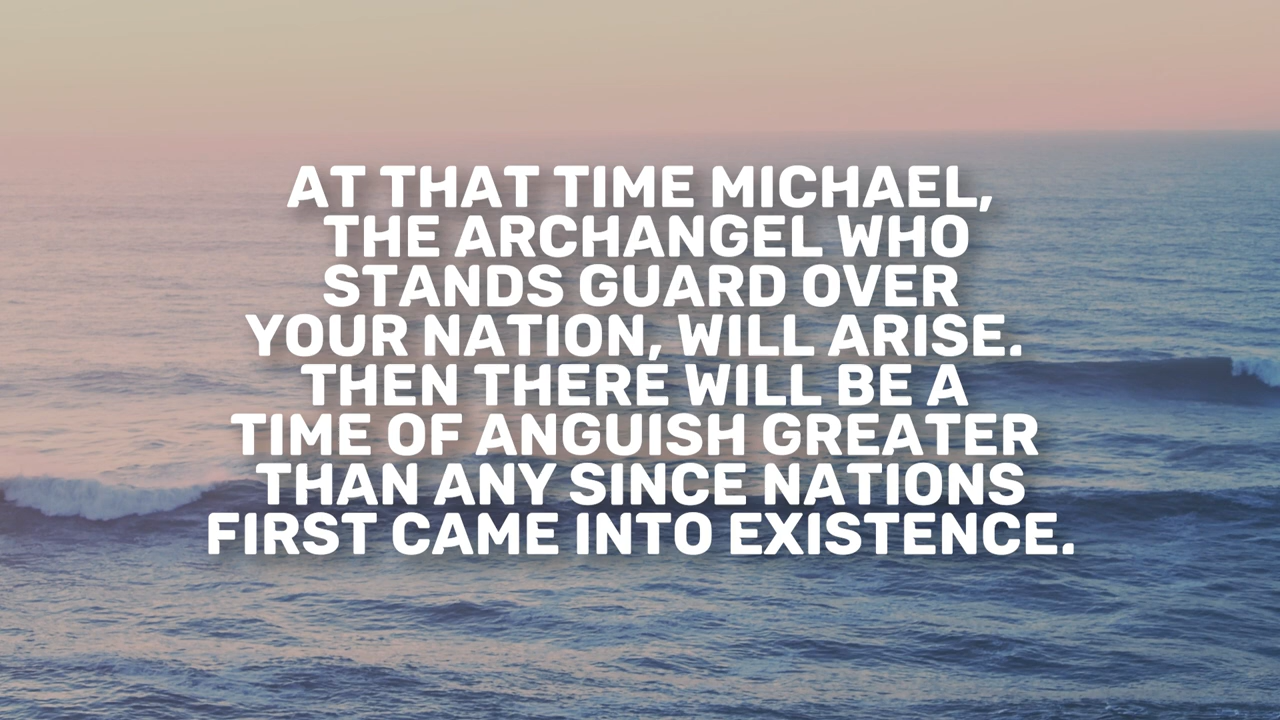 AT THAT TIME MICHAEL,
THE ARCHANGEL WHO
STANDS GUARD OVER
YOUR NATION, WILL ARISE.
THEN THERE WILL BE A
TIME OF ANGUISH GREATER
THAN ANY SINCE NATIONS
FIRST CAME INTO EXISTENCE.